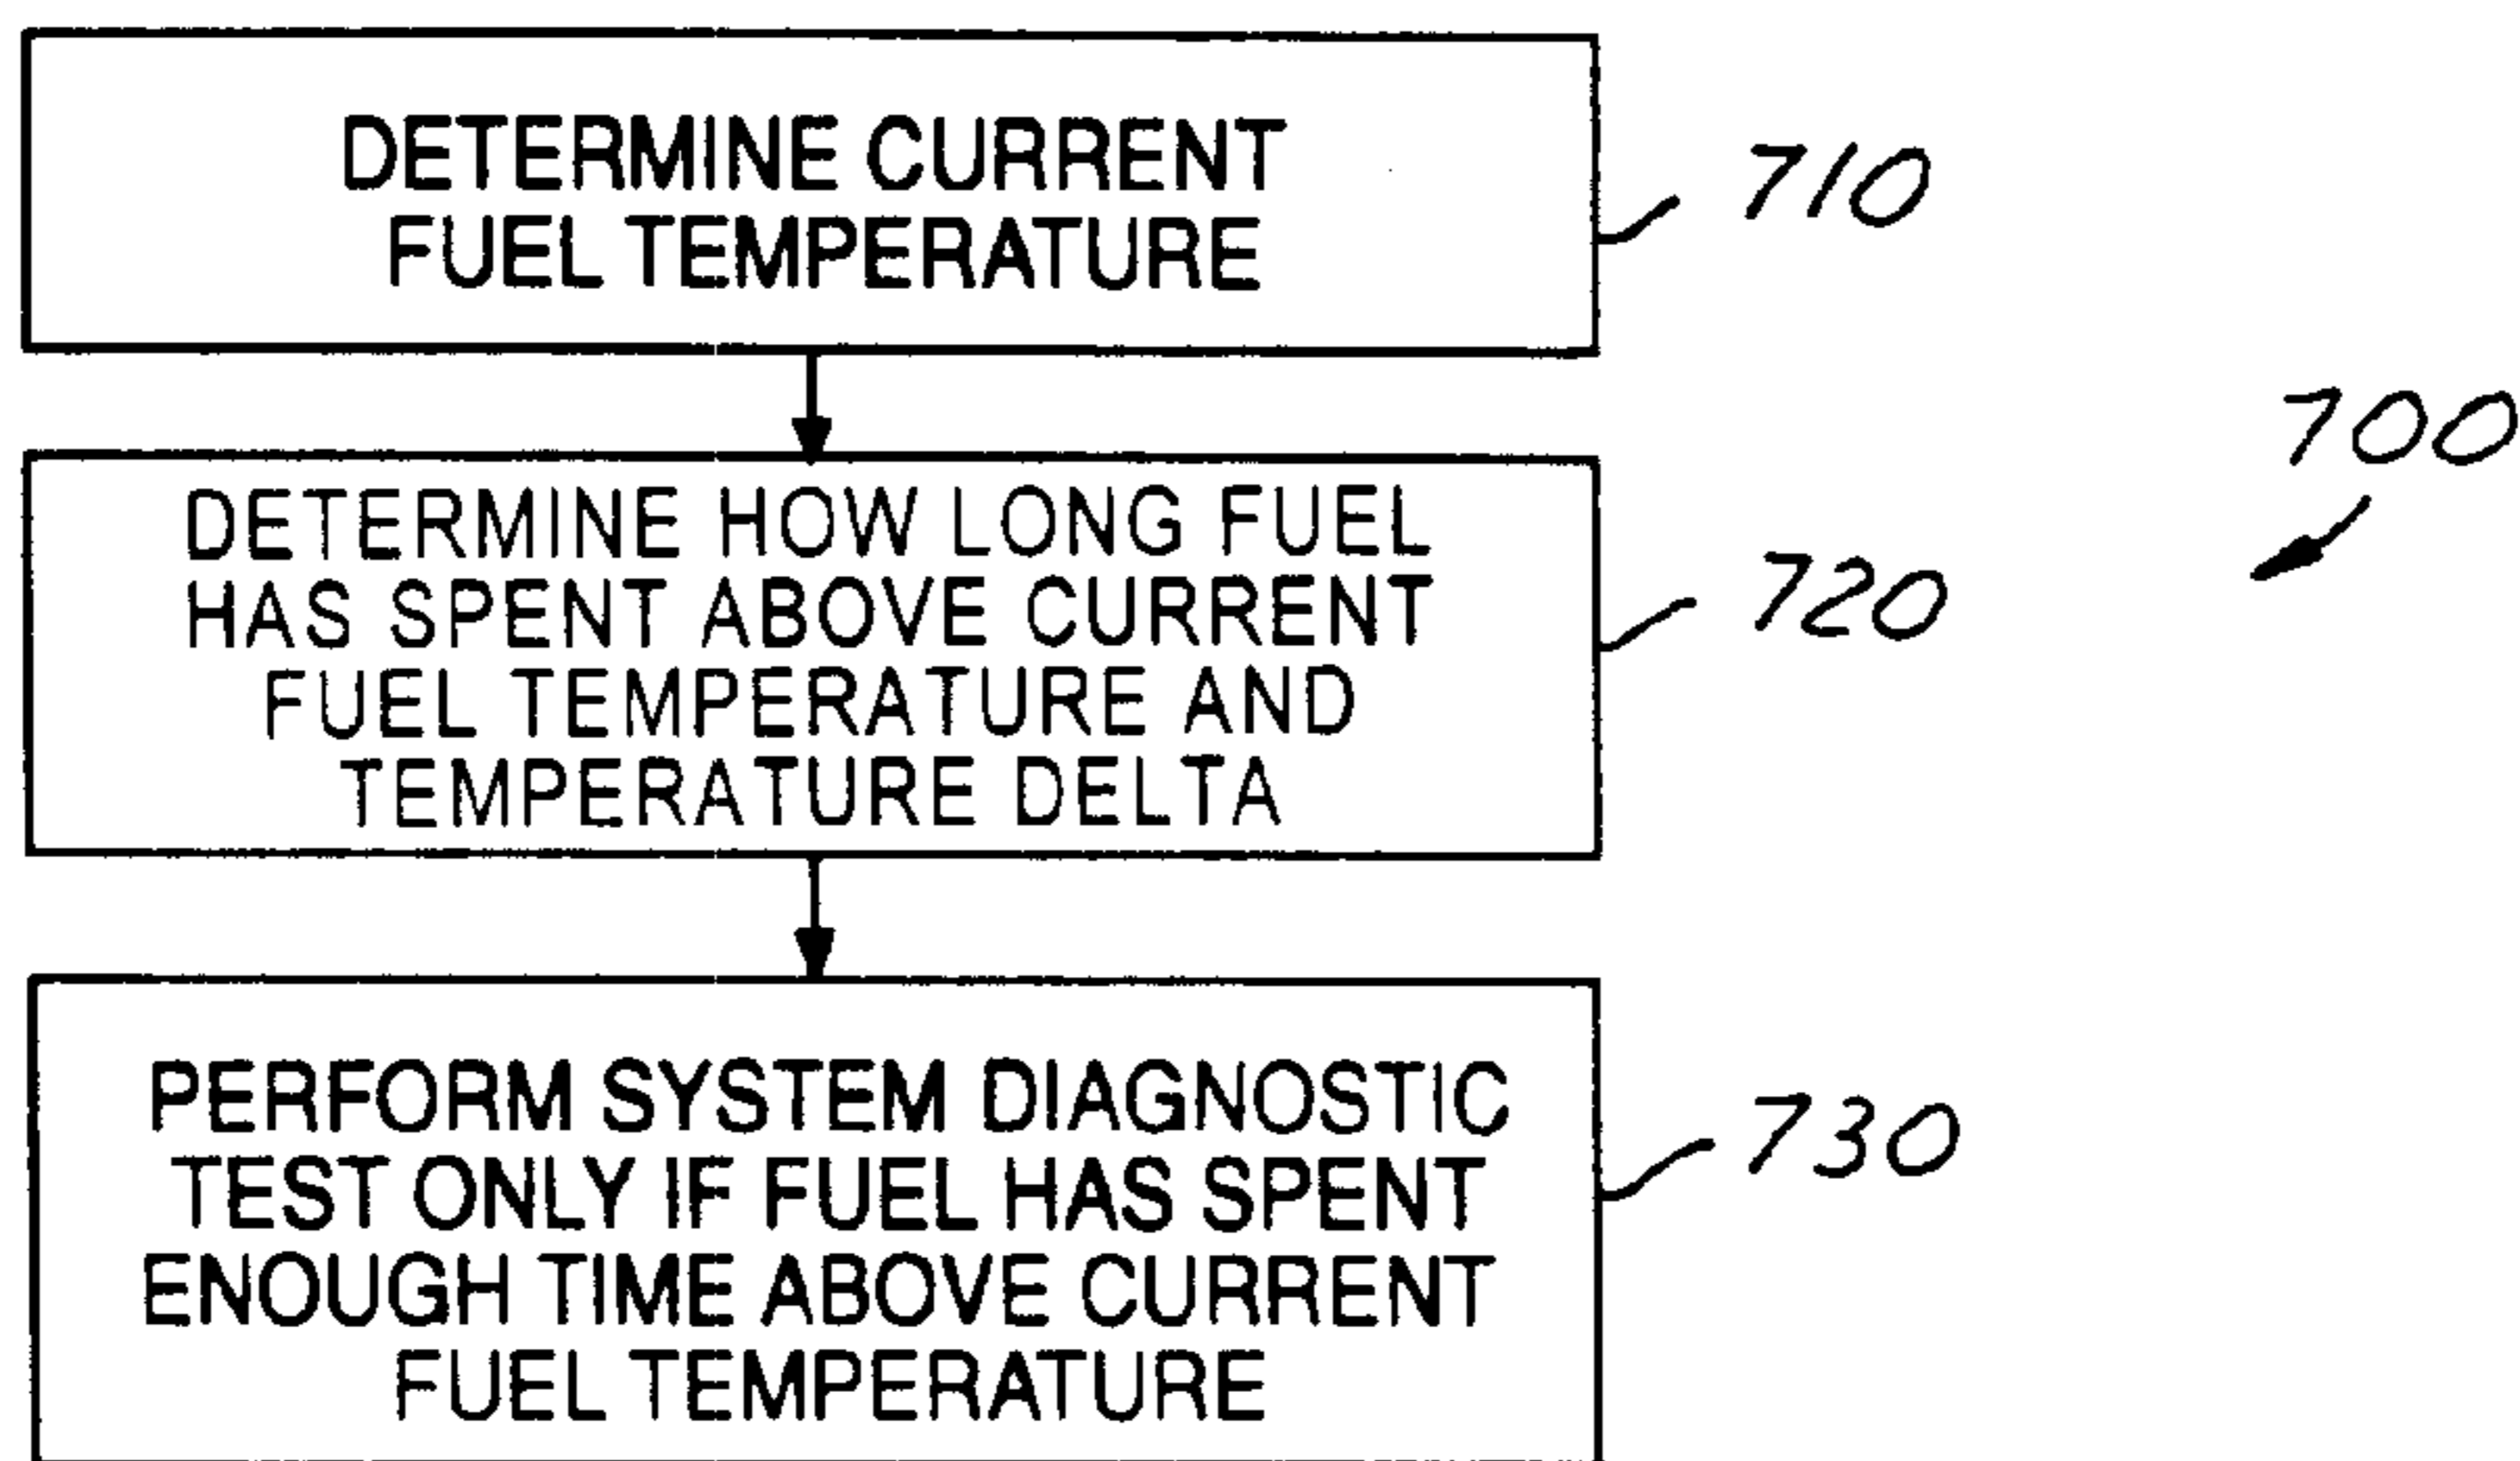 DETERMINE CURRENT
FUEL TEMPERATURE
710
700
DETERMINE HOW LONG FUEL
HAS SPENT ABOVE CURRENT
FUEL TEMPERATURE AND
TEMPERATURE DELTA
720
PERFORM SYSTEM DIAGNOSTIC
TEST ONLY IF FUEL HAS SPENT
ENOUGH TIME ABOVE CURRENT
FUEL TEMPERATURE
730